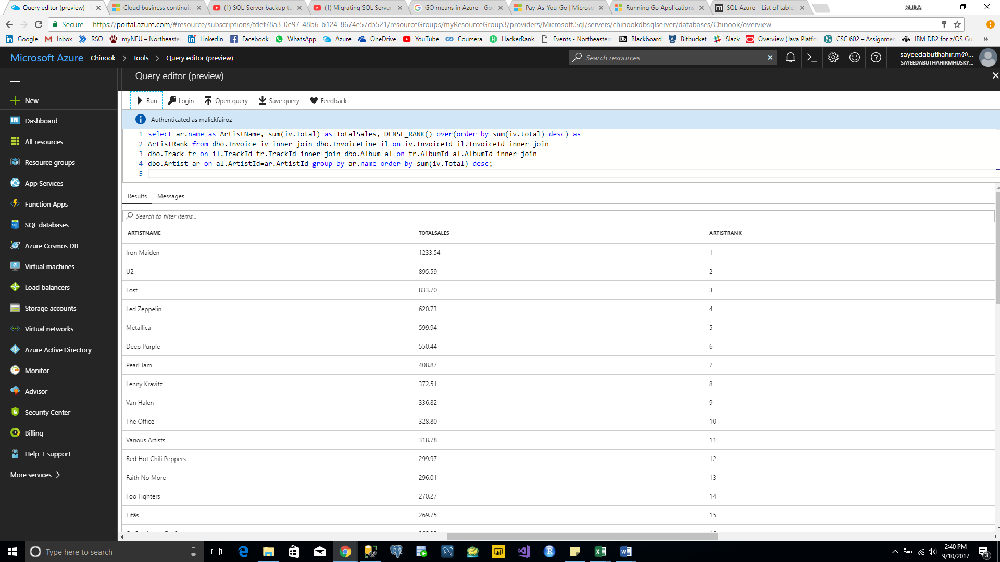 Query editor (preview) -
Cloud business continuit
(1) SQL-Server backup to
(1) Migrating SQL Server
GO means in Azure - Goo
Pay-As-You-Go | Microso
Running Go Applications
SQL Azure – List of table
Malick
Secure
https://portal.azure.com/#resource/subscriptions/fdef78a3-0e97-48b6-b124-8674e57cb521/resourceGroups/myResourceGroup3/providers/Microsoft.Sql/servers/chinookdbsqlserver/databases/Chinook/overview
Google
Inbox
RSO
myNEU – Northeaste
LinkedIn
Facebook
WhatsApp
Azure
OneDrive
YouTube
Coursera
HackerRank
Events - Northeastern
Blackboard
Bitbucket
Slack
Overview (Java Platfo
CSC 602 – Assignmen
IBM DB2 for z/OS Gu
Microsoft Azure Chinook > Tools > Query editor (preview)
Search resources
sayeedabuthahir.m@...
SAYEEDABUTHAHIRMHUSKY...
Query editor (preview)
New
Dashboard
All resources
Resource groups
App Services
Function Apps
SQL databases
Azure Cosmos DB
Virtual machines
Load balancers
Storage accounts
Virtual networks
Azure Active Directory
Monitor
Advisor
Security Center
Billing
Help + support
More services
Run Login Open query Save query Feedback
Authenticated as malickfairoz
1 select ar.name as ArtistName, sum(iv.Total) as TotalSales, DENSE_RANK() over(order by sum(iv.total) desc) as
2 ArtistRank from dbo.Invoice iv inner join dbo.InvoiceLine il on iv.InvoiceId=il.InvoiceId inner join
3 dbo.Track tr on il.TrackId=tr.TrackId inner join dbo.Album al on tr.AlbumId=al.AlbumId inner join
4 dbo.Artist ar on al.ArtistId=ar.ArtistId group by ar.name order by sum(iv.Total) desc;
5
Results Messages
Search to filter items...
ARTISTNAME TOTALSALES ARTISTRANK
Iron Maiden 1233.54 1
U2 895.59 2
Lost 833.70 3
Led Zeppelin 620.73 4
Metallica 599.94 5
Deep Purple 550.44 6
Pearl Jam 408.87 7
Lenny Kravitz 372.51 8
Van Halen 336.82 9
The Office 328.80 10
Various Artists 318.78 11
Red Hot Chili Peppers 299.97 12
Faith No More 296.01 13
Foo Fighters 270.27 14
Titãs 269.75 15
Type here to search
2:40 PM
9/10/2017
3